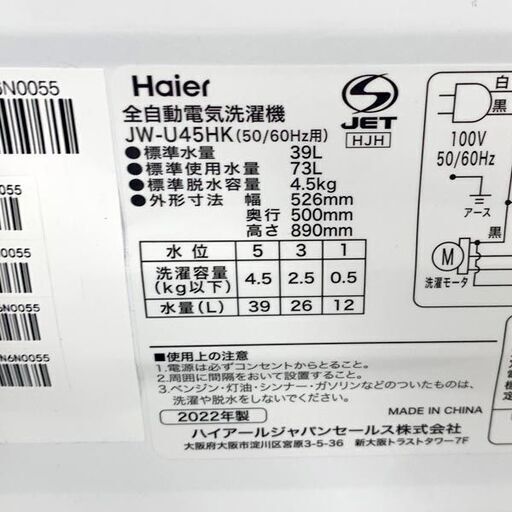 6N0055
0055
0055
6N0055
N6N0055
Haier
全自動電気洗濯機
JW-U45HK(50/60Hz用)
S
JET
HJH
●標準水量 39L
●標準使用水量 73L
●標準脱水容量 4.5kg
●外形寸法 幅 526mm
奥行 500mm
高さ 890mm
水位 5 3 1
洗濯容量(kg以下) 4.5 2.5 0.5
水量(L) 39 26 12
■使用上の注意
1.電源は必ずコンセントからとること。
2.周囲に間隔をおいて設置すること。
3.ベンジン・灯油・シンナー・ガソリンなどのついたものは、
洗濯や脱水をしないでください。
2022年製
MADE IN CHINA
ハイアールジャパンセールス株式会社
大阪府大阪市淀川区宮原3-5-36 新大阪トラストタワー7F
白
黒
100V
50/60Hz
アース
黒
M
洗濯モータ